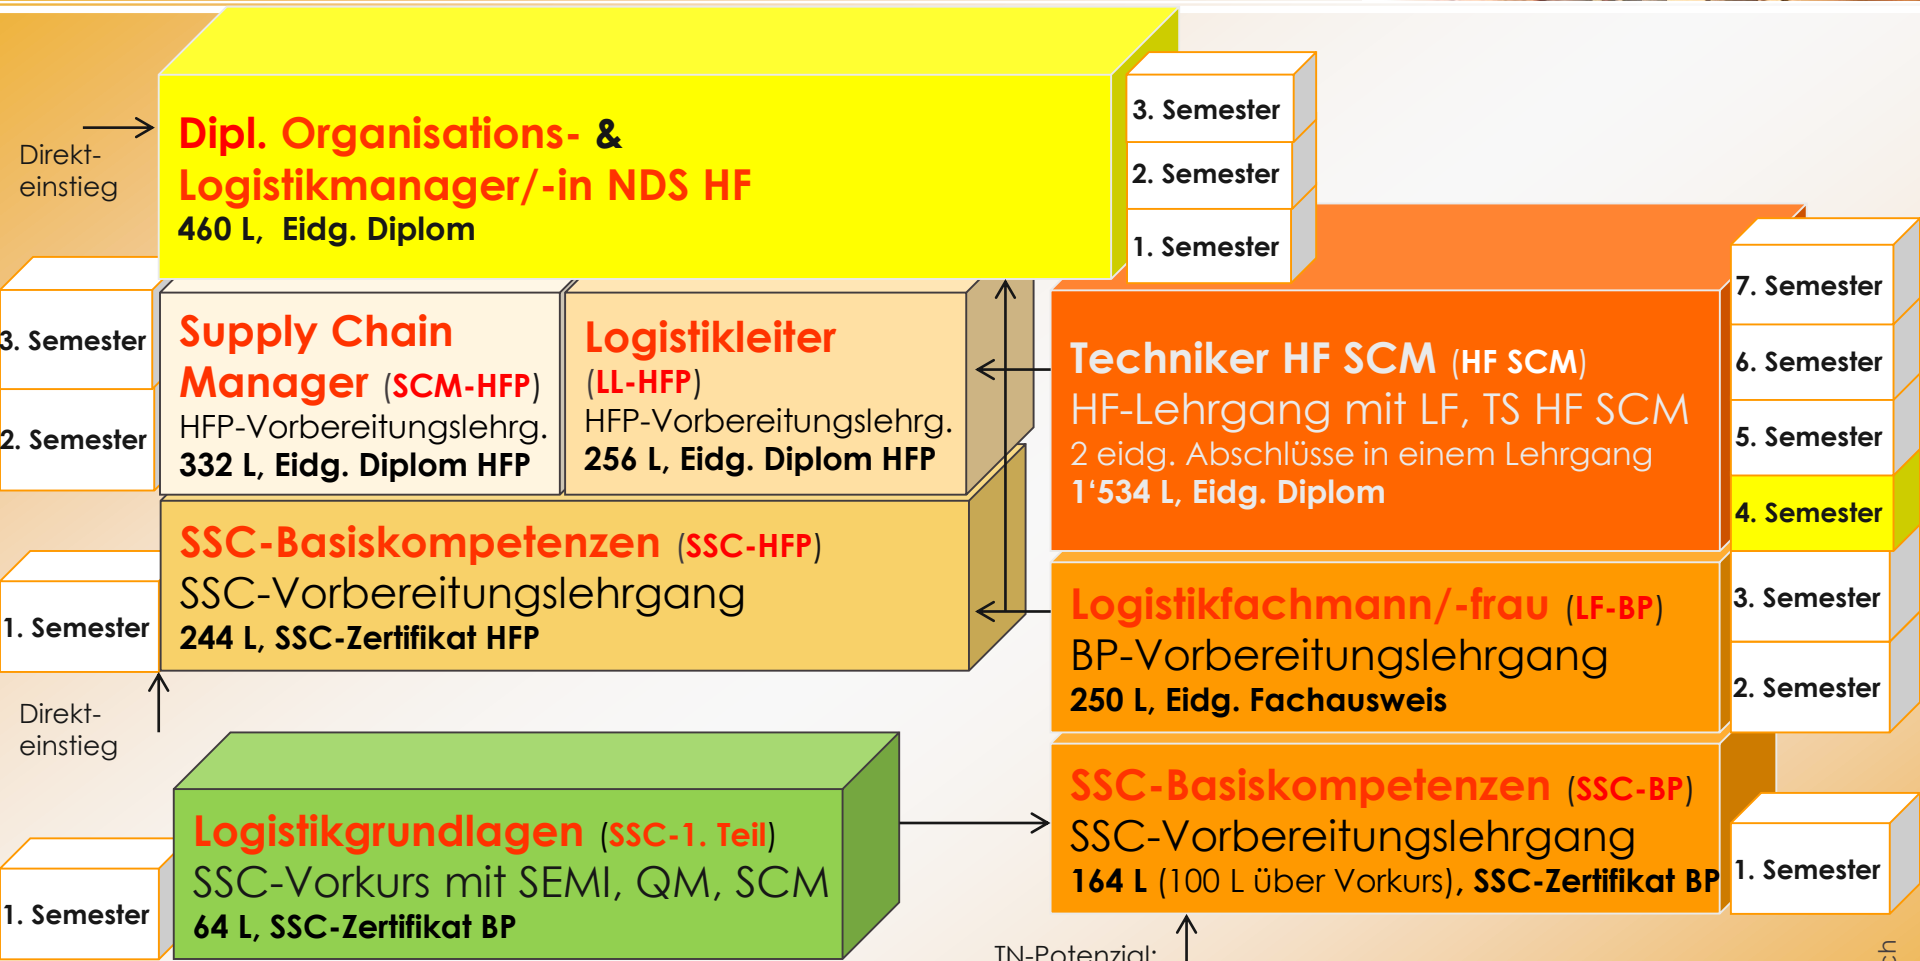 Direkt-
einstieg
Dipl. Organisations- &
Logistikmanager/-in NDS HF
460 L, Eidg. Diplom
3. Semester
2. Semester
1. Semester
3. Semester
2. Semester
Supply Chain
Manager (SCM-HFP)
HFP-Vorbereitungslehrg.
332 L, Eidg. Diplom HFP
Logistikleiter
(LL-HFP)
HFP-Vorbereitungslehrg.
256 L, Eidg. Diplom HFP
Techniker HF SCM (HF SCM)
HF-Lehrgang mit LF, TS HF SCM
2 eidg. Abschlüsse in einem Lehrgang
1‘534 L, Eidg. Diplom
7. Semester
6. Semester
5. Semester
4. Semester
1. Semester
SSC-Basiskompetenzen (SSC-HFP)
SSC-Vorbereitungslehrgang
244 L, SSC-Zertifikat HFP
Logistikfachmann/-frau (LF-BP)
BP-Vorbereitungslehrgang
250 L, Eidg. Fachausweis
3. Semester
2. Semester
Direkt-
einstieg
1. Semester
Logistikgrundlagen (SSC-1. Teil)
SSC-Vorkurs mit SEMI, QM, SCM
64 L, SSC-Zertifikat BP
SSC-Basiskompetenzen (SSC-BP)
SSC-Vorbereitungslehrgang
164 L (100 L über Vorkurs), SSC-Zertifikat BP
1. Semester
TN-Potenzial:
ch